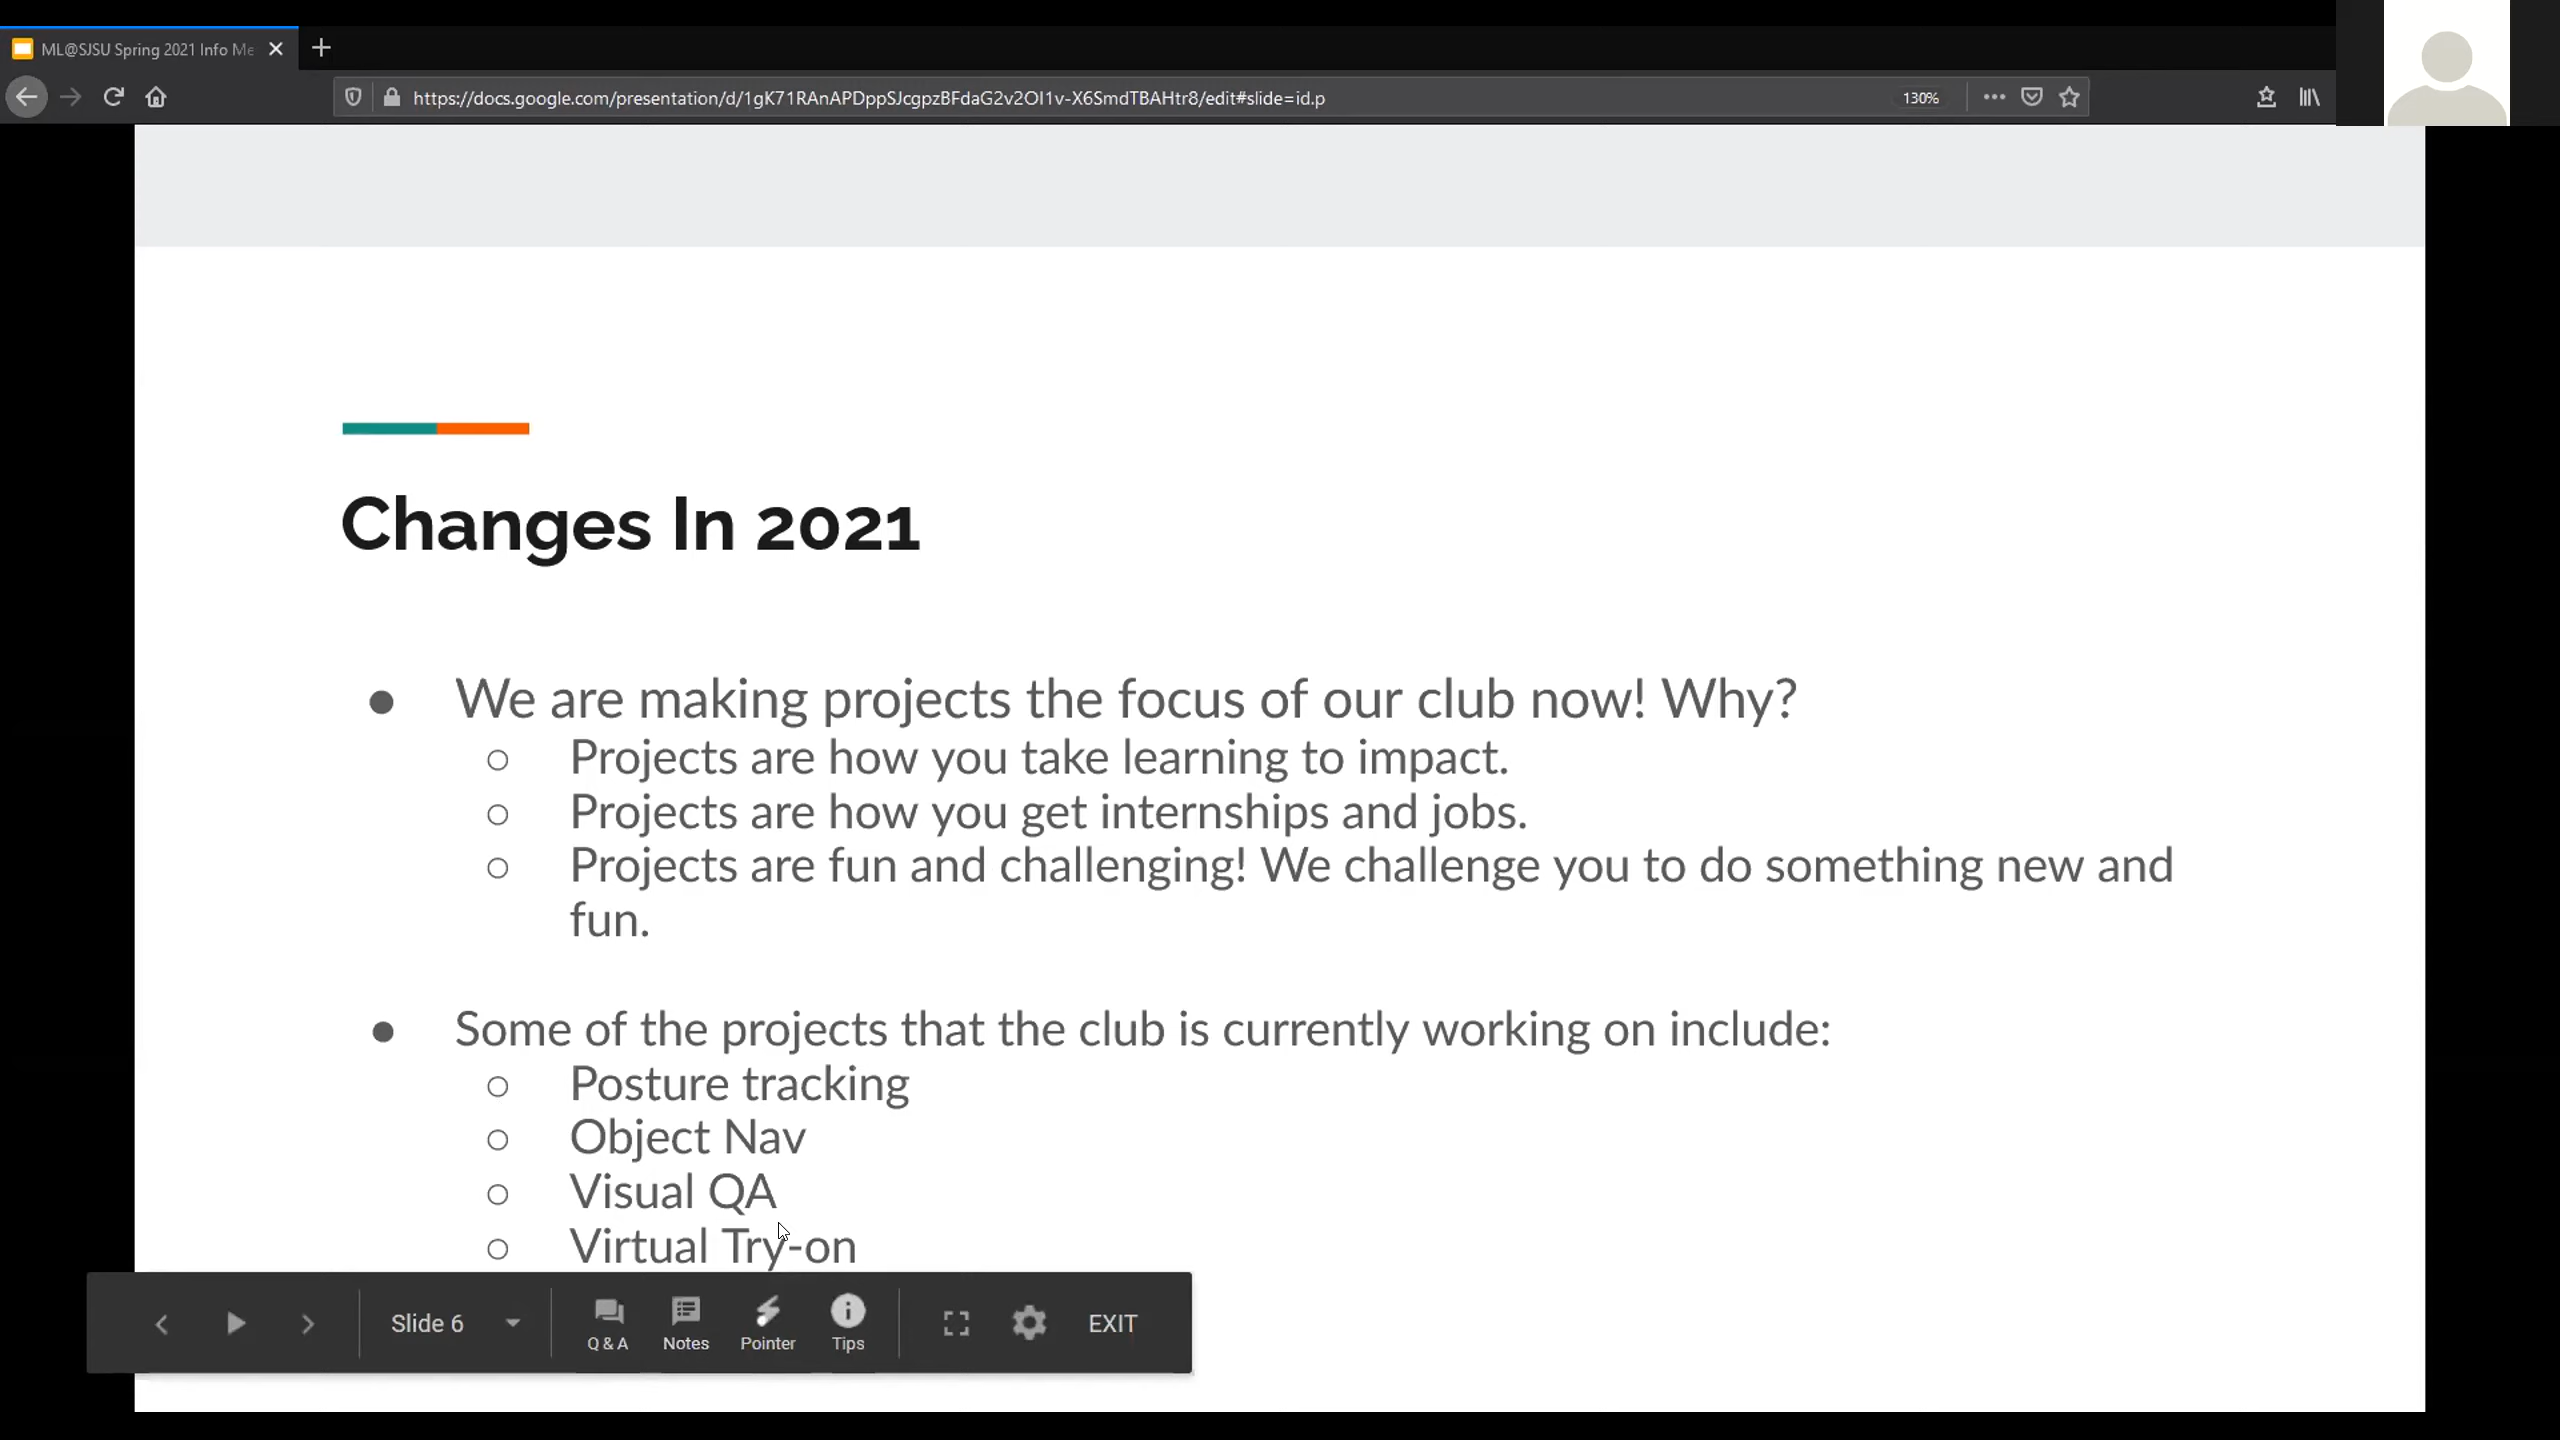 ML@SJSU Spring 2021 Info Me
https://docs.google.com/presentation/d/1gK71RAnAPDppSJcgpzBFdaG2v2OI1v-X6SmdTBAHtr8/edit#slide=id.p
130%
Changes In 2021
● We are making projects the focus of our club now! Why?
○ Projects are how you take learning to impact.
○ Projects are how you get internships and jobs.
○ Projects are fun and challenging! We challenge you to do something new and
fun.
● Some of the projects that the club is currently working on include:
○ Posture tracking
○ Object Nav
○ Visual QA
○ Virtual Try-on
Slide 6
Q & A
Notes
Pointer
Tips
EXIT